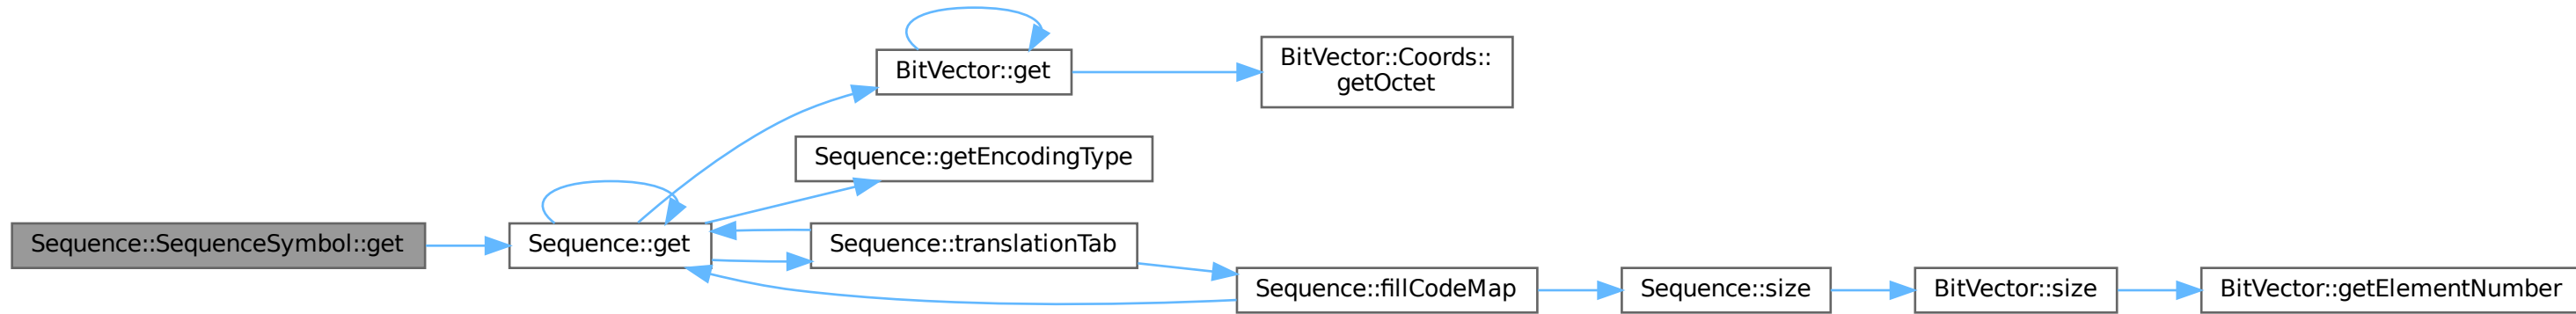 BitVector::get
BitVector::Coords::
getOctet
Sequence::getEncodingType
Sequence::SequenceSymbol::get
Sequence::get
Sequence::translationTab
Sequence::fillCodeMap
Sequence::size
BitVector::size
BitVector::getElementNumber